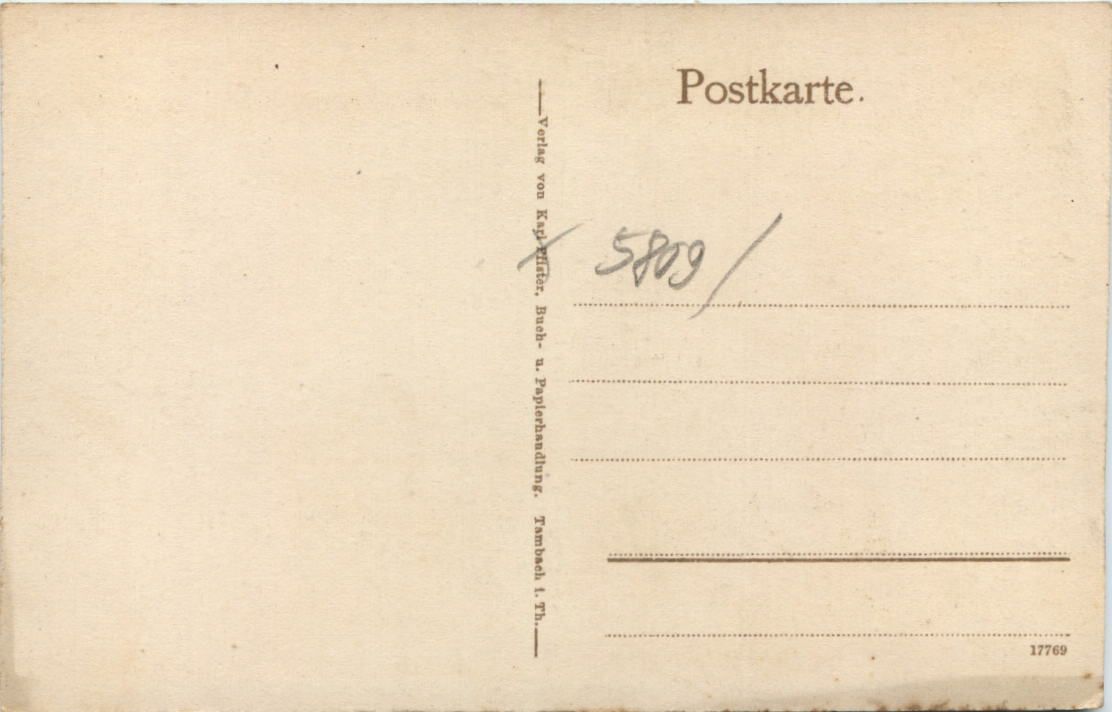 Postkarte.
Verlag von Karl Pfister, Buch- u. Papierhandlung. Tambach i. Th.
5809/
17769